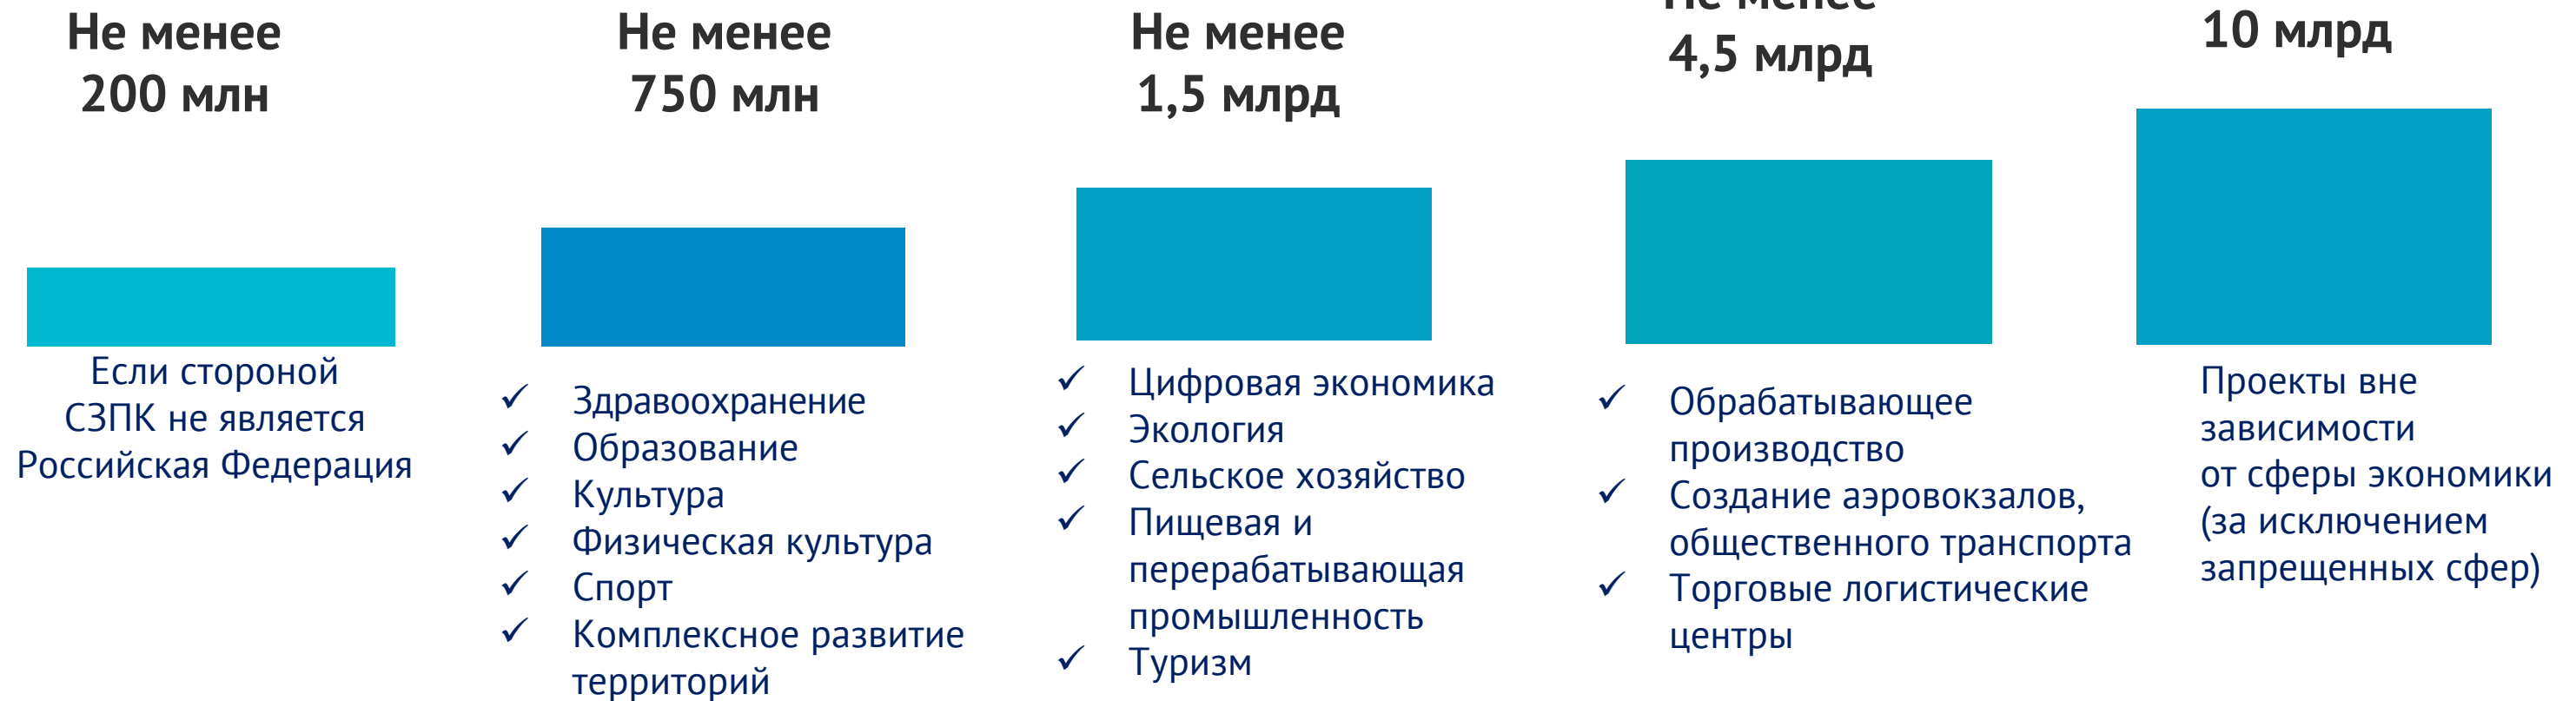 Не менее
200 млн
Если стороной
СЗПК не является
Российская Федерация
Не менее
750 млн
Здравоохранение
Образование
Культура
Физическая культура
Спорт
Комплексное развитие
территорий
Не менее
1,5 млрд
Цифровая экономика
Экология
Сельское хозяйство
Пищевая и
перерабатывающая
промышленность
Туризм
Не менее
4,5 млрд
Обрабатывающее
производство
Создание аэровокзалов,
общественного транспорта
Торговые логистические
центры
10 млрд
Проекты вне
зависимости
от сферы экономики
(за исключением
запрещенных сфер)